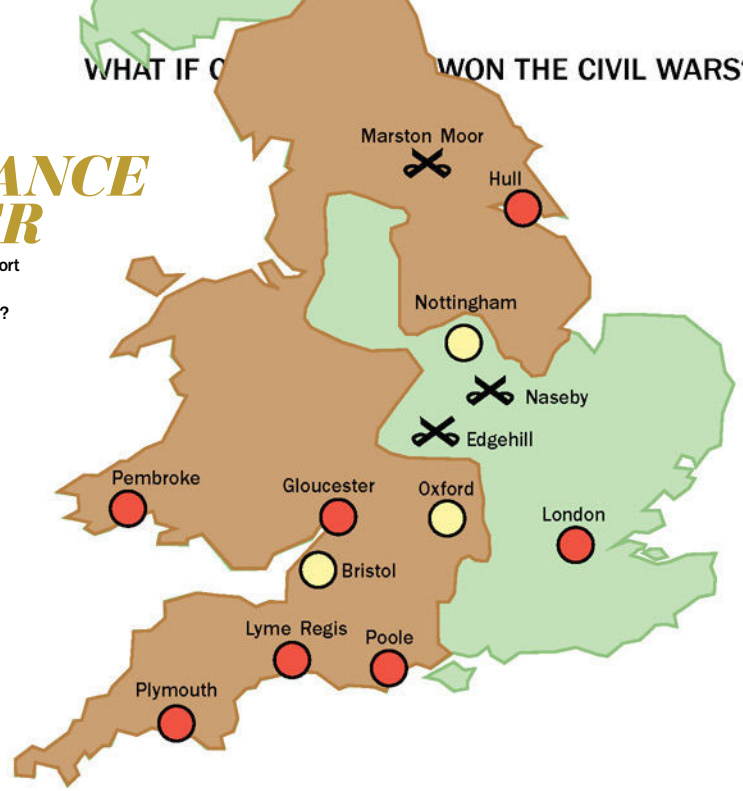 WHAT IF C WON THE CIVIL WARS?
ANCE
ER
ort
?
Marston Moor
Hull
Nottingham
Naseby
Edgehill
Pembroke
Gloucester
Oxford
London
Bristol
Lyme Regis
Poole
Plymouth